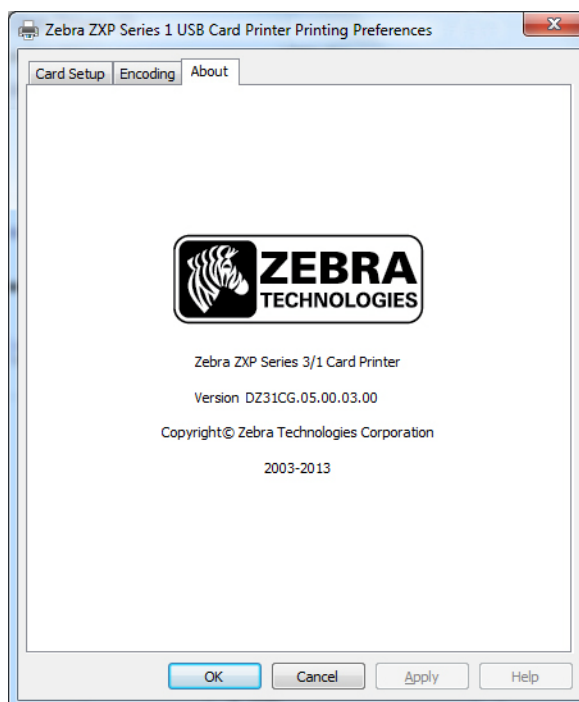 Zebra ZXP Series 1 USB Card Printer Printing Preferences
Card Setup Encoding About
ZEBRA
TECHNOLOGIES
Zebra ZXP Series 3/1 Card Printer
Version DZ31CG.05.00.03.00
Copyright© Zebra Technologies Corporation
2003-2013
OK Cancel Apply Help